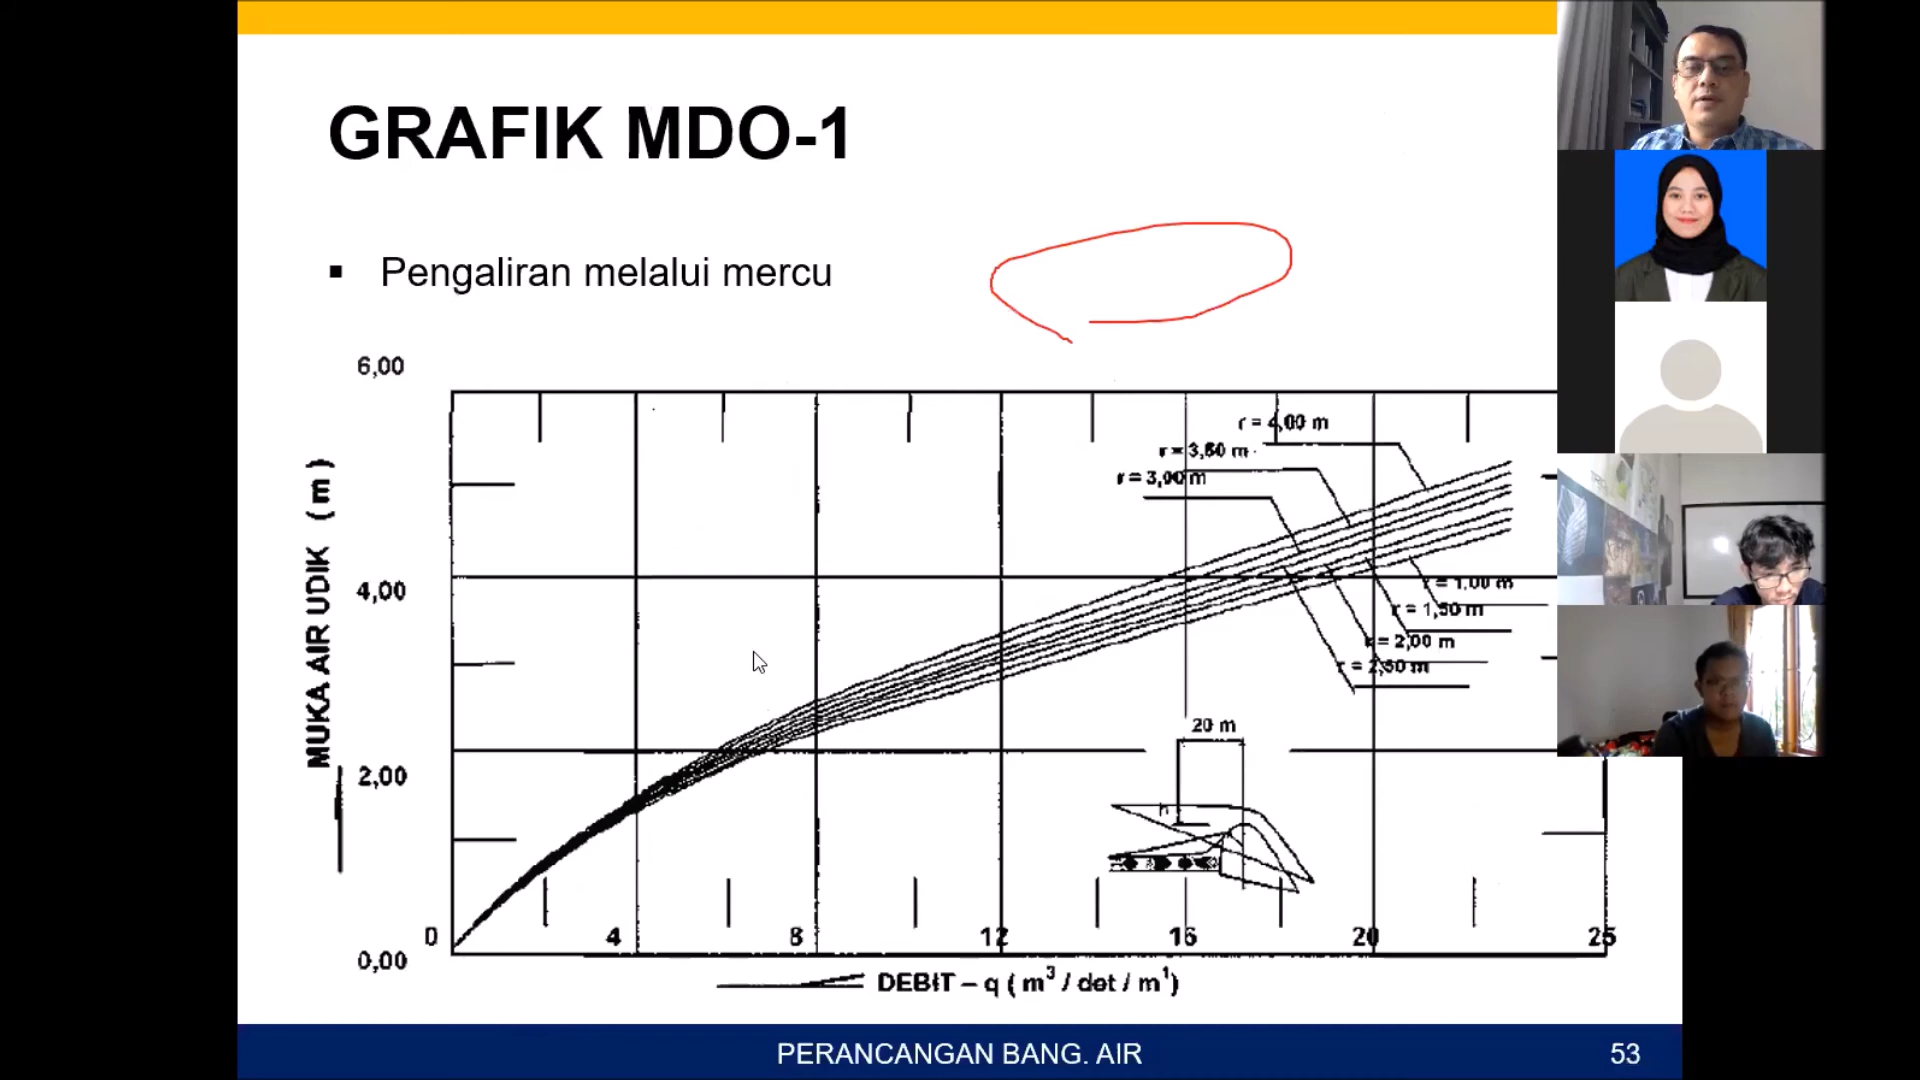 GRAFIK MDO-1
▪ Pengaliran melalui mercu
6,00
r = 4,00 m
r = 3,50 m
r = 3,00 m
MUKA AIR UDIK (m)
4,00
r = 1,00 m
r = 1,50 m
r = 2,00 m
r = 2,50 m
20 m
2,00
h
0 4 8 12 16 20 25
0,00
DEBIT – q ( m³ / det / m¹)
PERANCANGAN BANG. AIR
53